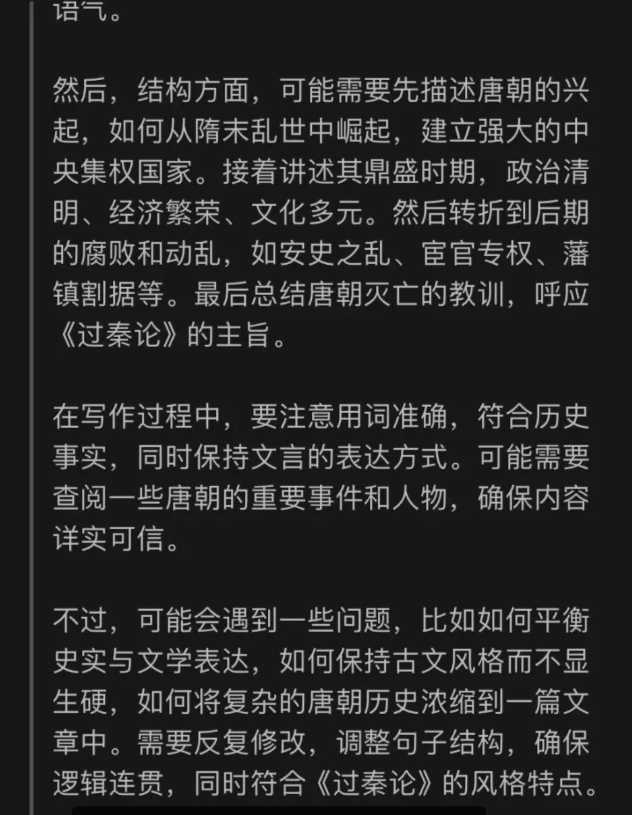 语气。
然后，结构方面，可能需要先描述唐朝的兴
起，如何从隋末乱世中崛起，建立强大的中
央集权国家。接着讲述其鼎盛时期，政治清
明、经济繁荣、文化多元。然后转折到后期
的腐败和动乱，如安史之乱、宦官专权、藩
镇割据等。最后总结唐朝灭亡的教训，呼应
《过秦论》的主旨。
在写作过程中，要注意用词准确，符合历史
事实，同时保持文言的表达方式。可能需要
查阅一些唐朝的重要事件和人物，确保内容
详实可信。
不过，可能会遇到一些问题，比如如何平衡
史实与文学表达，如何保持古文风格而不显
生硬，如何将复杂的唐朝历史浓缩到一篇文
章中。需要反复修改，调整句子结构，确保
逻辑连贯，同时符合《过秦论》的风格特点。